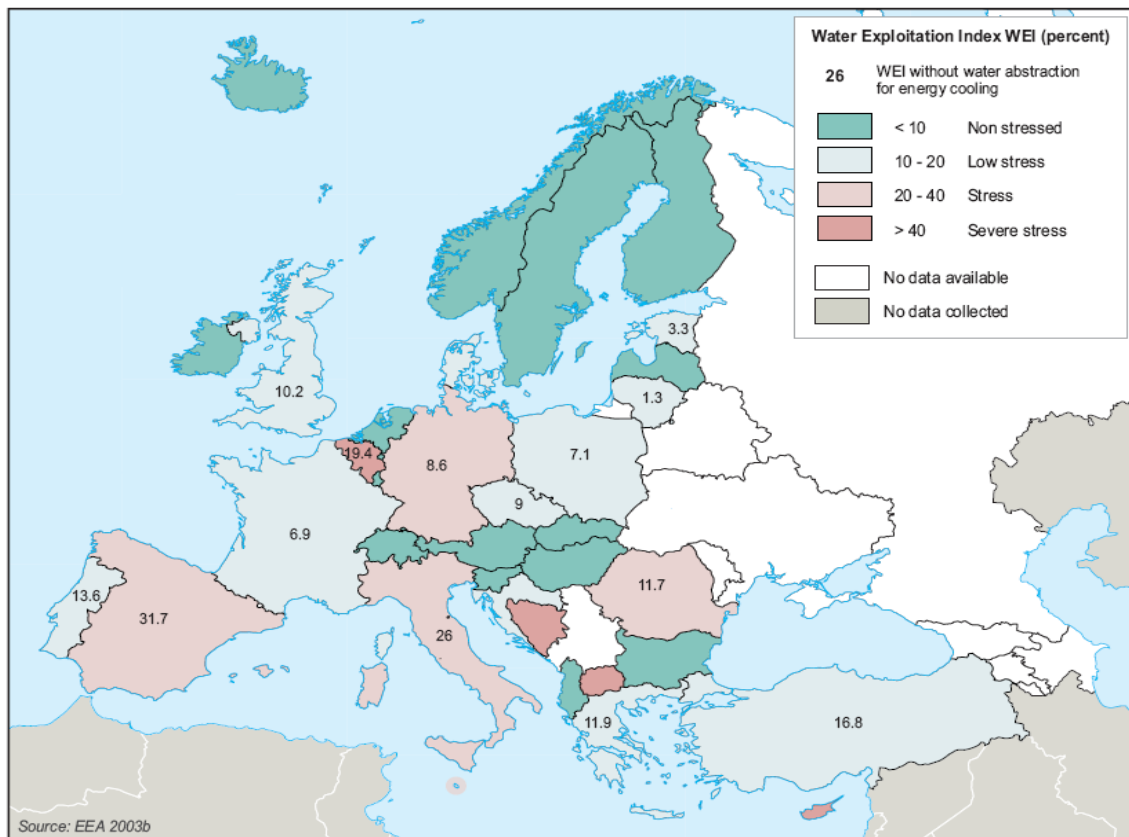 Water Exploitation Index WEI (percent)
26 WEI without water abstraction
for energy cooling
< 10 Non stressed
10 - 20 Low stress
20 - 40 Stress
> 40 Severe stress
No data available
No data collected
3.3
10.2
1.3
19.4
8.6
7.1
9
6.9
13.6
31.7
11.7
26
11.9
16.8
Source: EEA 2003b